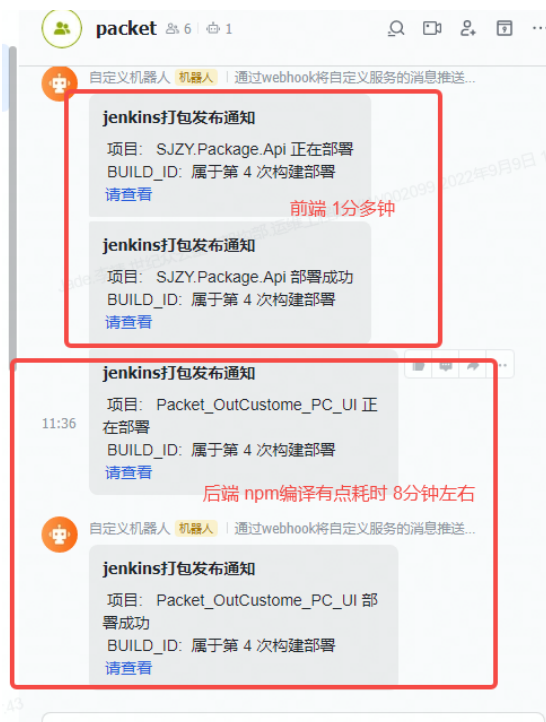 packet 6 1
自定义机器人 机器人 通过webhook将自定义服务的消息推送...
jenkins打包发布通知
项目: SJZY.Package.Api 正在部署
BUILD_ID: 属于第 4 次构建部署
请查看
前端 1分多钟
jenkins打包发布通知
项目: SJZY.Package.Api 部署成功
BUILD_ID: 属于第 4 次构建部署
请查看
jenkins打包发布通知
项目: Packet_OutCustome_PC_UI 正
在部署
11:36
BUILD_ID: 属于第 4 次构建部署
请查看
后端 npm编译有点耗时 8分钟左右
自定义机器人 机器人 通过webhook将自定义服务的消息推送...
jenkins打包发布通知
项目: Packet_OutCustome_PC_UI 部
署成功
BUILD_ID: 属于第 4 次构建部署
请查看